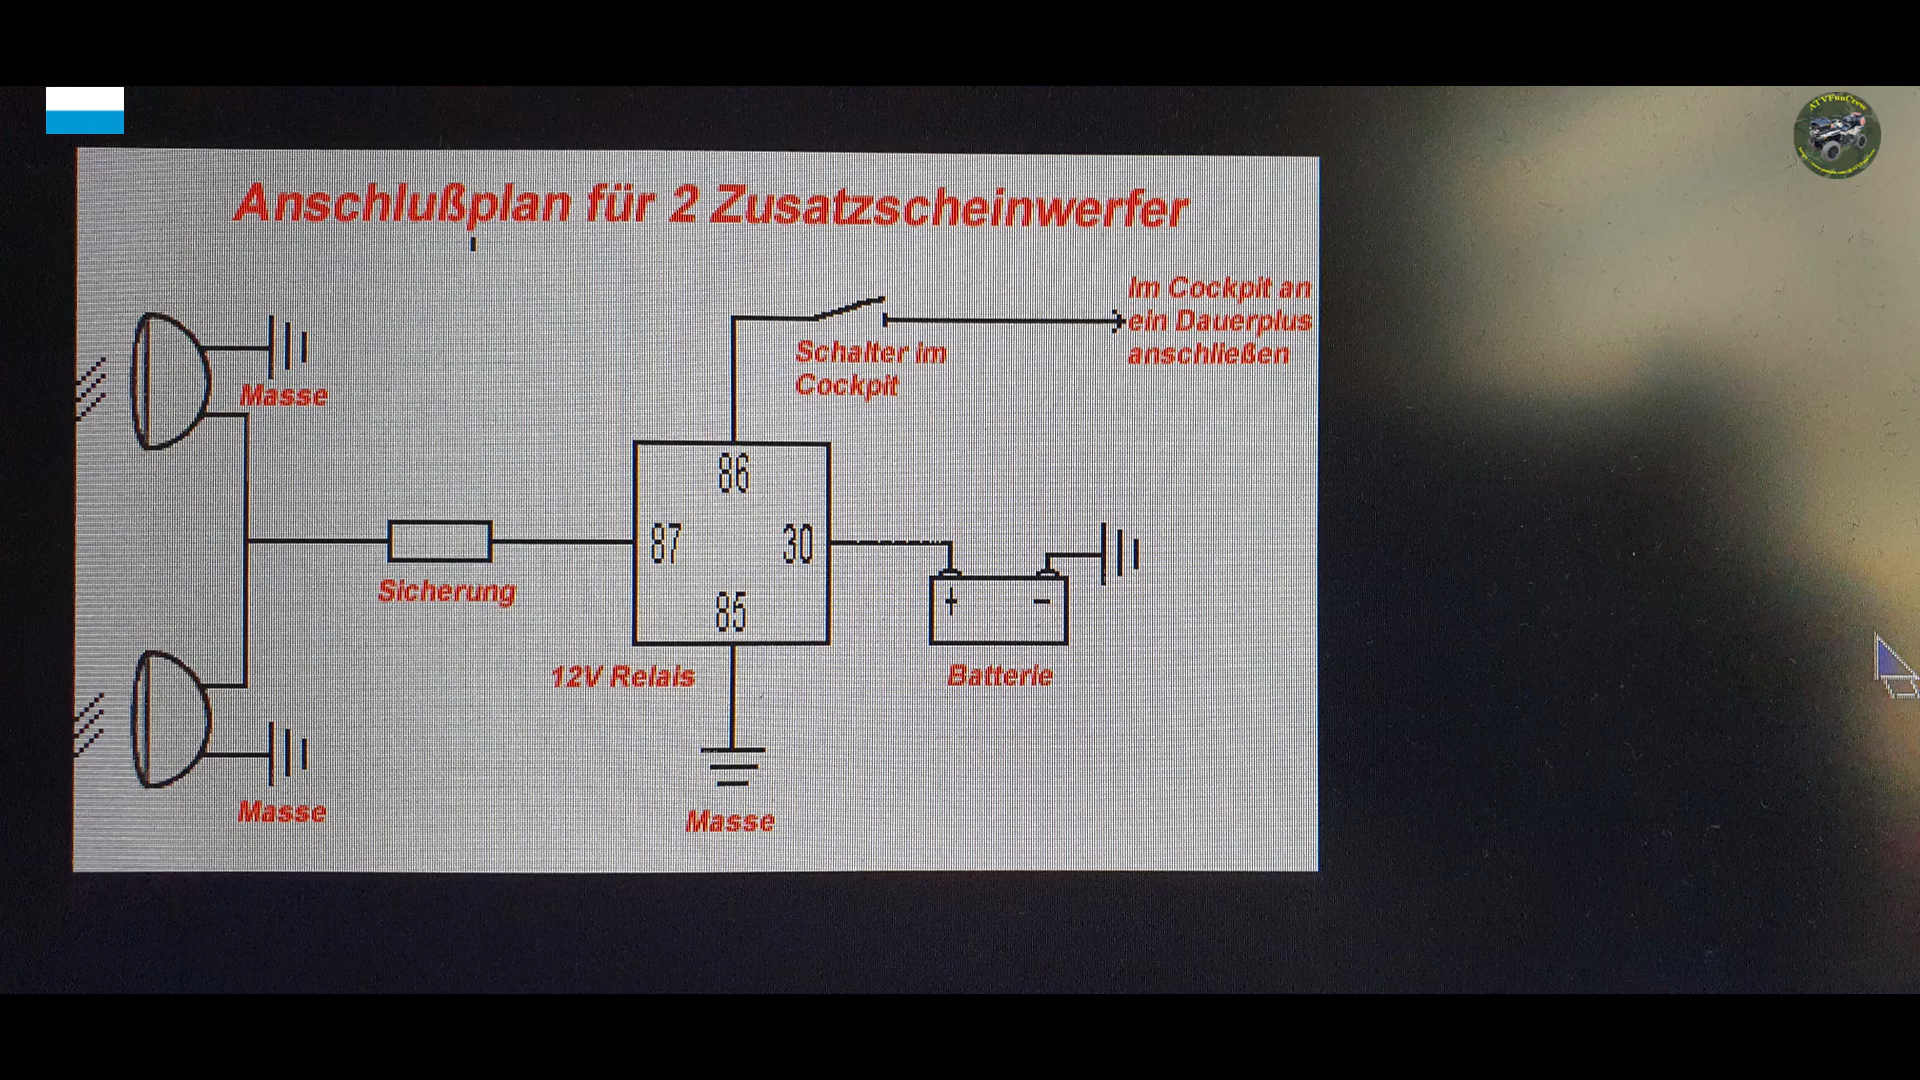 ATVFunCrew
Anschlußplan für 2 Zusatzscheinwerfer
Im Cockpit an
ein Dauerplus
anschließen
Schalter im
Cockpit
Masse
86
87
30
85
Sicherung
+
−
12V Relais
Batterie
Masse
Masse